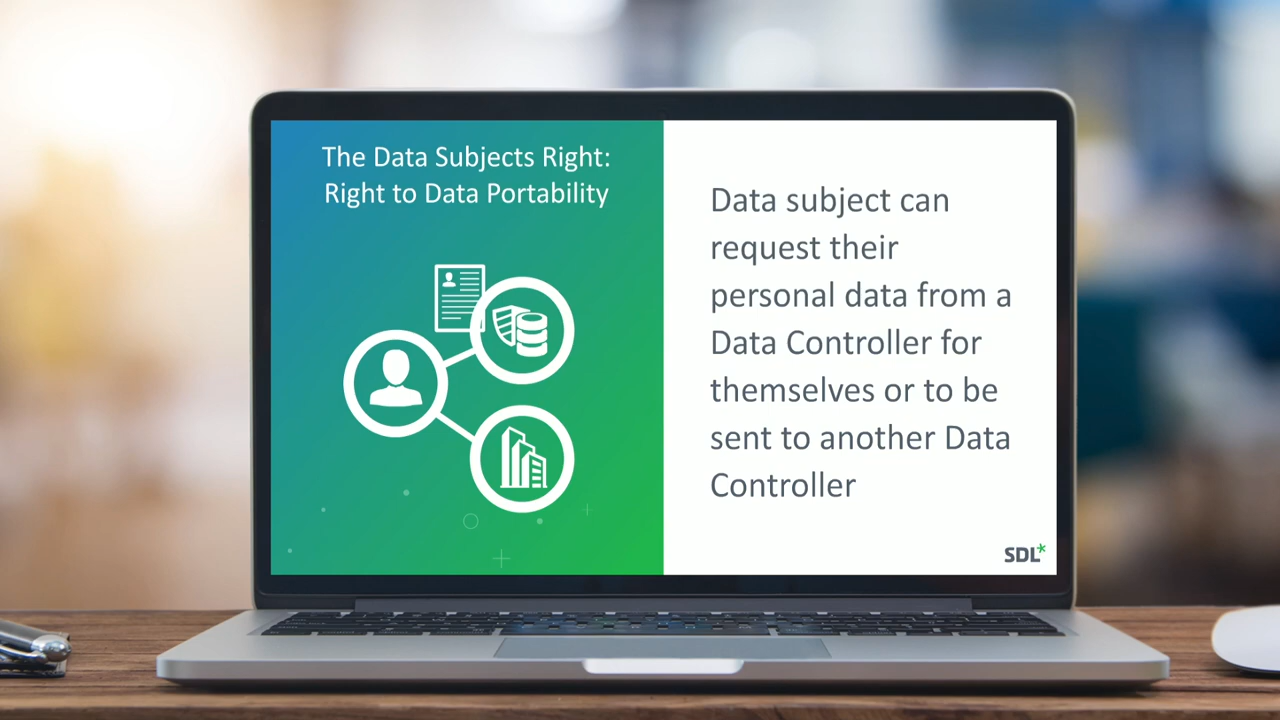 The Data Subjects Right:
Right to Data Portability
Data subject can
request their
personal data from a
Data Controller for
themselves or to be
sent to another Data
Controller
SDL*